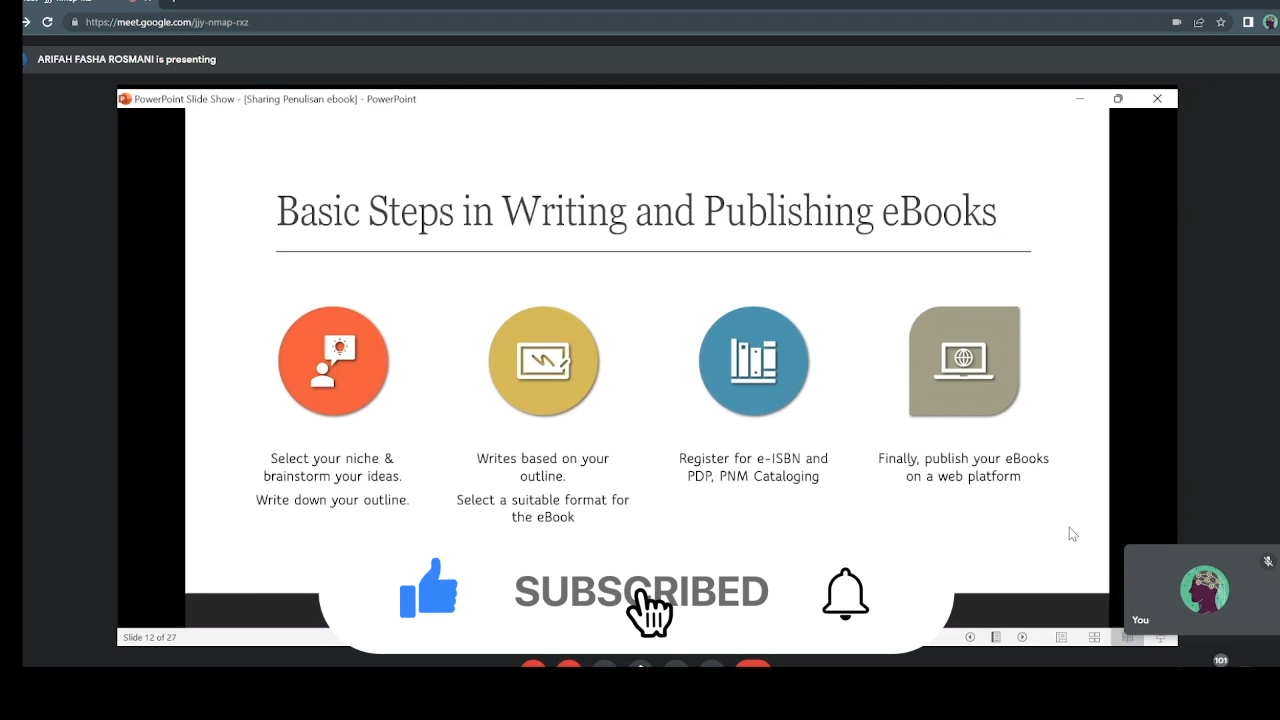 https://meet.google.com/jjy-nmap-rxz
ARIFAH FASHA ROSMANI is presenting
PowerPoint Slide Show - [Sharing Penulisan ebook] - PowerPoint
Basic Steps in Writing and Publishing eBooks
Select your niche &
brainstorm your ideas.
Write down your outline.
Writes based on your
outline.
Select a suitable format for
the eBook
Register for e-ISBN and
PDP, PNM Cataloging
Finally, publish your eBooks
on a web platform
SUBSCRIBED
You
Slide 12 of 27
101